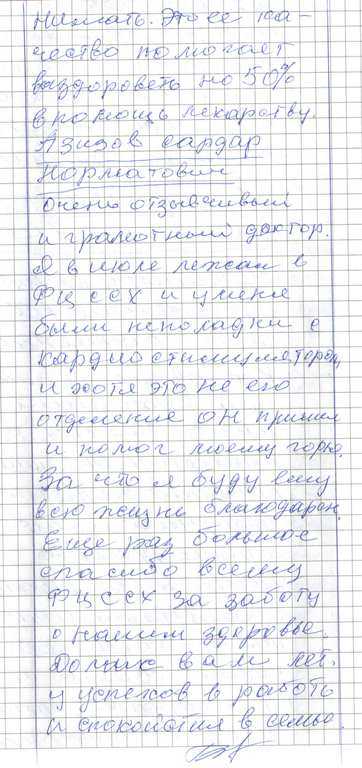 нимать. Это ее ка-
чество помогает
выздороветь на 50%
в помощь лекарству.
Азизов Сардар
Норматович
Очень отзывчивый
и грамотный доктор.
Я в июле лежал в
ФЦССХ и у меня
были неполадки с
кардиостимулятором,
и хотя это не его
отделение он пришел
и помог моему горю.
За что я буду ему
всю жизнь благодарен.
Еще раз большое
спасибо всему
ФЦССХ за заботу
о нашем здоровье.
Долгих вам лет.
и успехов в работе
и спокойствия в семье.